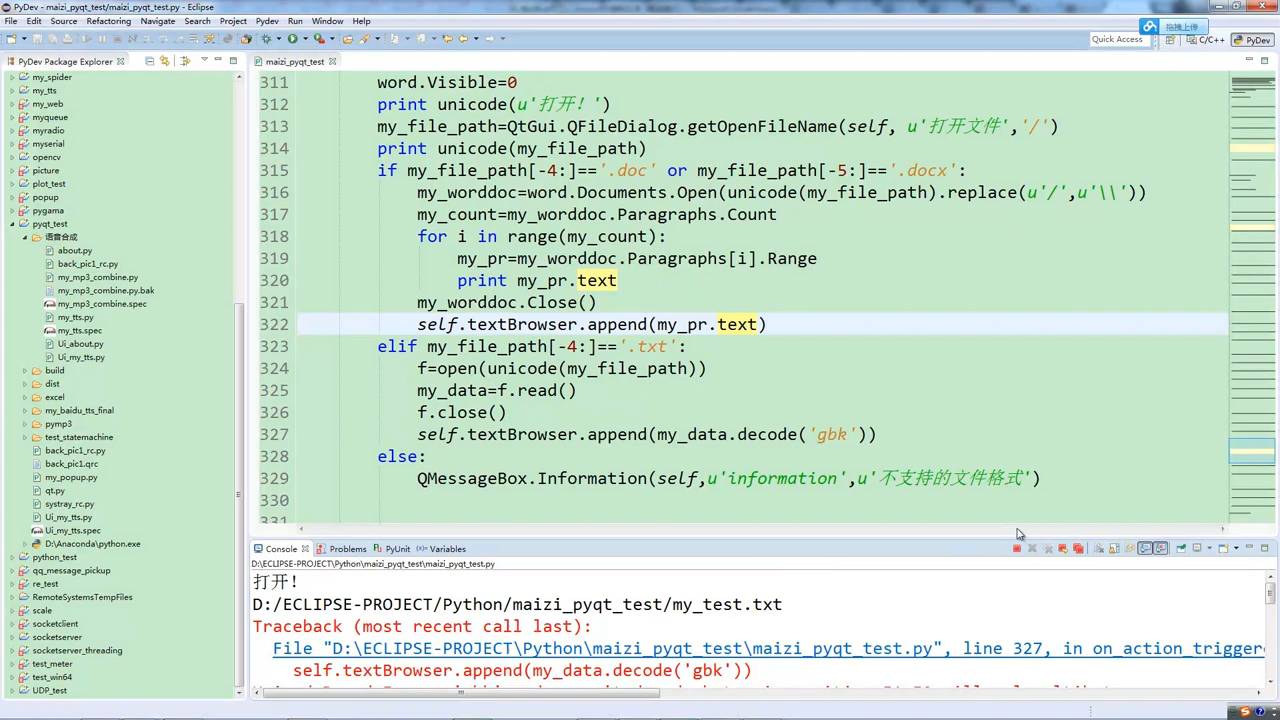 PyDev - maizi_pyqt_test/maizi_pyqt_test.py - Eclipse
File Edit Source Refactoring Navigate Search Project Pydev Run Window Help
拖拽上传
Quick Access C/C++ PyDev
PyDev Package Explorer
my_spider
my_tts
my_web
myqueue
myradio
myserial
opencv
picture
plot_test
popup
pygama
pyqt_test
语音合成
about.py
back_pic1_rc.py
my_mp3_combine.py
my_mp3_combine.py.bak
my_mp3_combine.spec
my_tts.py
my_tts.spec
Ui_about.py
Ui_my_tts.py
build
dist
excel
my_baidu_tts_final
pymp3
test_statemachine
back_pic1_rc.py
back_pic1.qrc
my_popup.py
qt.py
systray_rc.py
Ui_my_tts.py
Ui_my_tts.spec
D:\Anaconda\python.exe
python_test
qq_message_pickup
re_test
RemoteSystemsTempFiles
scale
socketclient
socketserver
socketserver_threading
test_meter
test_win64
UDP_test
maizi_pyqt_test
311 word.Visible=0
312 print unicode(u'打开！')
313 my_file_path=QtGui.QFileDialog.getOpenFileName(self, u'打开文件','/')
314 print unicode(my_file_path)
315 if my_file_path[-4:]=='.doc' or my_file_path[-5:]=='.docx':
316 my_worddoc=word.Documents.Open(unicode(my_file_path).replace(u'/',u'\\'))
317 my_count=my_worddoc.Paragraphs.Count
318 for i in range(my_count):
319 my_pr=my_worddoc.Paragraphs[i].Range
320 print my_pr.text
321 my_worddoc.Close()
322 self.textBrowser.append(my_pr.text)
323 elif my_file_path[-4:]=='.txt':
324 f=open(unicode(my_file_path))
325 my_data=f.read()
326 f.close()
327 self.textBrowser.append(my_data.decode('gbk'))
328 else:
329 QMessageBox.Information(self,u'information',u'不支持的文件格式')
330
331
Console Problems PyUnit Variables
D:\ECLIPSE-PROJECT\Python\maizi_pyqt_test\maizi_pyqt_test.py
打开！
D:/ECLIPSE-PROJECT/Python/maizi_pyqt_test/my_test.txt
Traceback (most recent call last):
File "D:\ECLIPSE-PROJECT\Python\maizi_pyqt_test\maizi_pyqt_test.py", line 327, in on_action_triggere
self.textBrowser.append(my_data.decode('gbk'))